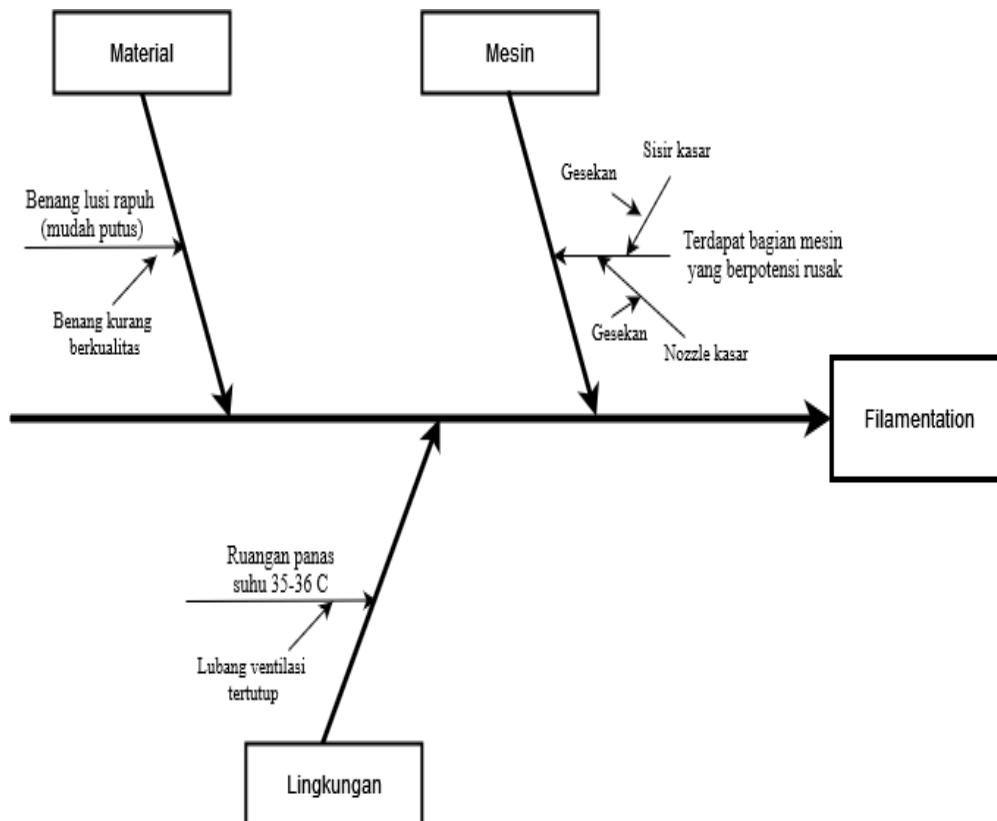 Material
Mesin
Sisir kasar
Gesekan
Benang lusi rapuh
(mudah putus)
Terdapat bagian mesin
yang berpotensi rusak
Benang kurang
berkualitas
Gesekan
Nozzle kasar
Filamentation
Ruangan panas
suhu 35-36 C
Lubang ventilasi
tertutup
Lingkungan